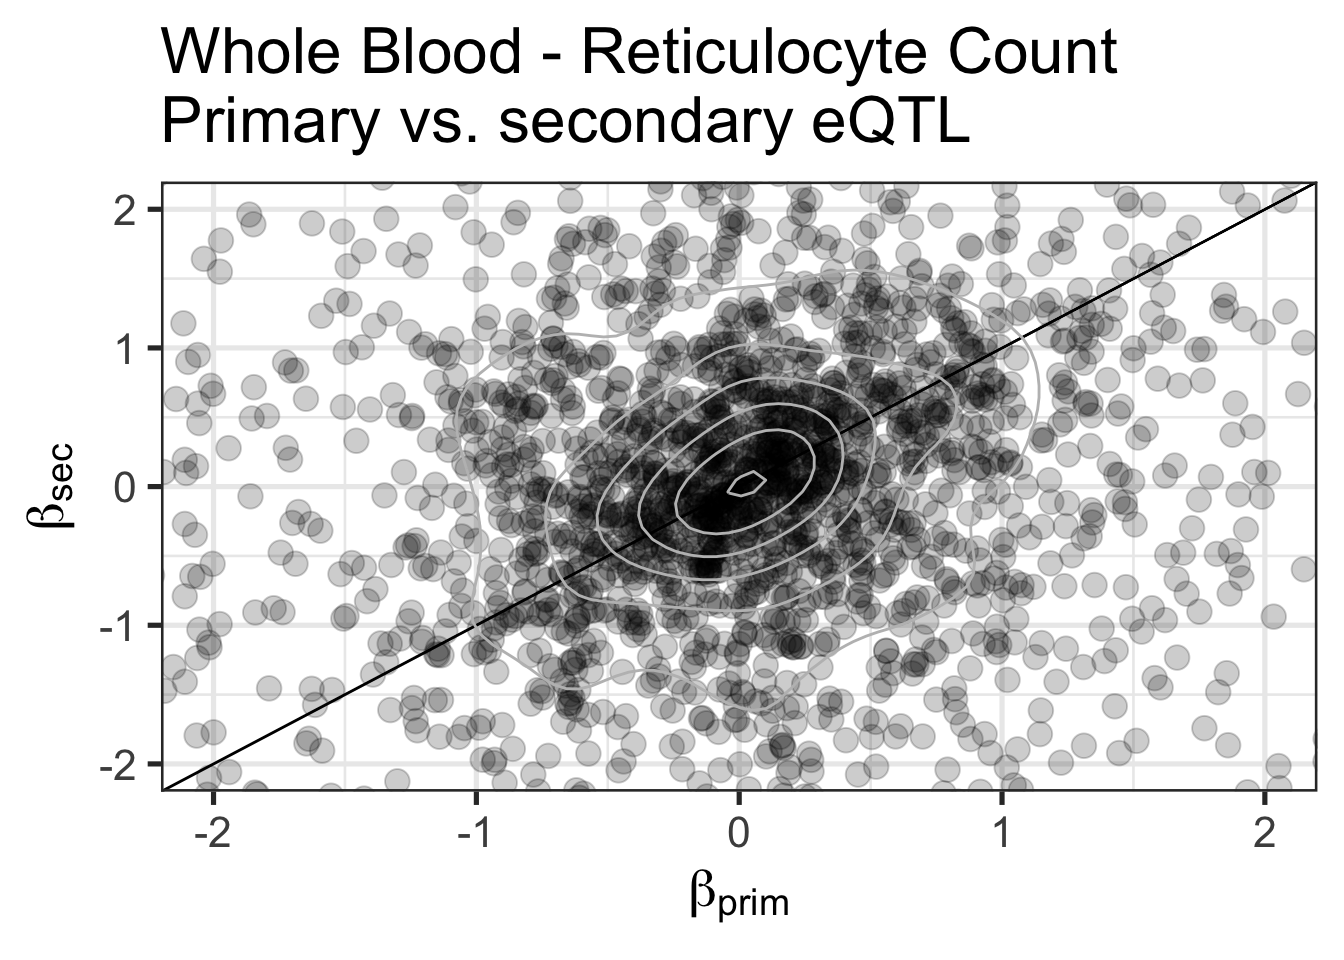 Whole Blood - Reticulocyte Count
Primary vs. secondary eQTL
2
1
0
-1
-2
βsec
-2 -1 0 1 2
βprim